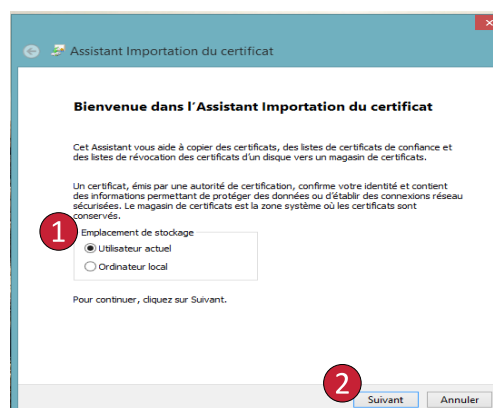 Assistant Importation du certificat
Bienvenue dans l'Assistant Importation du certificat
Cet Assistant vous aide à copier des certificats, des listes de certificats de confiance et
des listes de révocation des certificats d'un disque vers un magasin de certificats.
Un certificat, émis par une autorité de certification, confirme votre identité et contient
des informations permettant de protéger des données ou d'établir des connexions réseau
sécurisées. Le magasin de certificats est la zone système où les certificats sont
conservés.
1
Emplacement de stockage
Utilisateur actuel
Ordinateur local
Pour continuer, cliquez sur Suivant.
2
Suivant Annuler